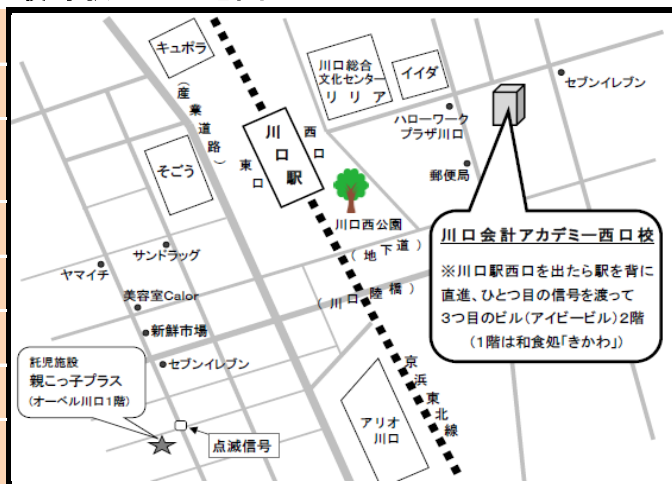 キュポラ
(産業道路)
そごう
川口駅
西口
東口
川口総合
文化センター
リリア
イイダ
セブンイレブン
ハローワーク
プラザ川口
郵便局
川口西公園
(地下道)
(川口陸橋)
サンドラッグ
ヤマイチ
美容室Calor
新鮮市場
セブンイレブン
託児施設
親こっ子プラス
(オーベル川口1階)
点滅信号
アリオ
川口
京浜東北線
川口会計アカデミー西口校
※川口駅西口を出たら駅を背に
直進、ひとつ目の信号を渡って
3つ目のビル(アイビービル)2階
(1階は和食処「きかわ」)